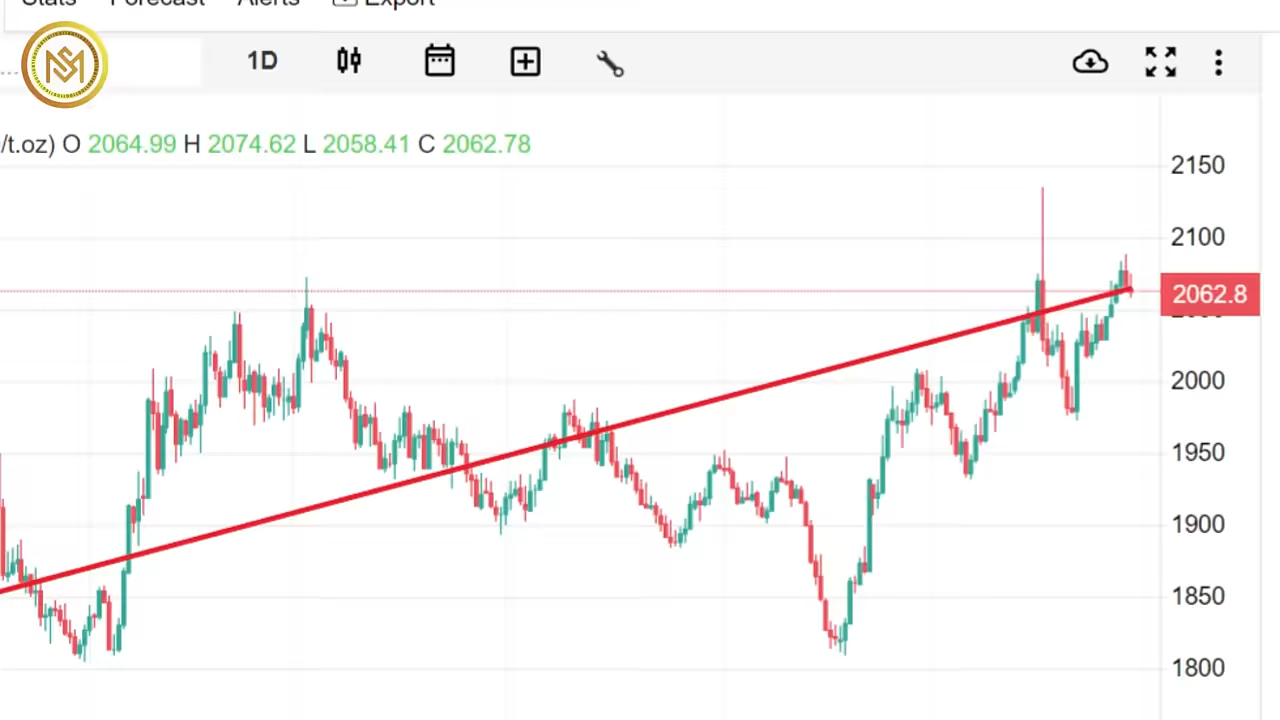 Stats Forecast Alerts Export
... 1D
/t.oz) O 2064.99 H 2074.62 L 2058.41 C 2062.78
2150
2100
2062.8
2000
1950
1900
1850
1800